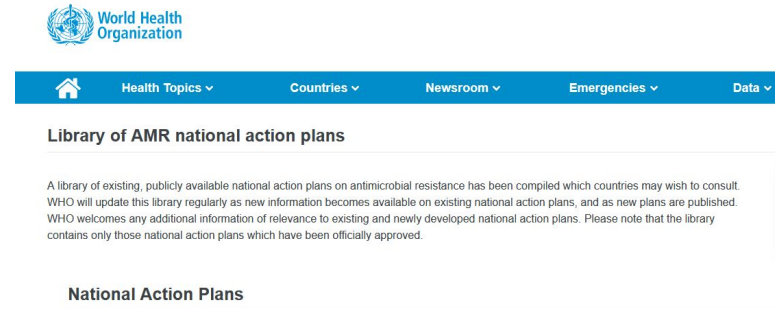 World Health
Organization
Health Topics Countries Newsroom Emergencies Data
Library of AMR national action plans
A library of existing, publicly available national action plans on antimicrobial resistance has been compiled which countries may wish to consult.
WHO will update this library regularly as new information becomes available on existing national action plans, and as new plans are published.
WHO welcomes any additional information of relevance to existing and newly developed national action plans. Please note that the library
contains only those national action plans which have been officially approved.
National Action Plans